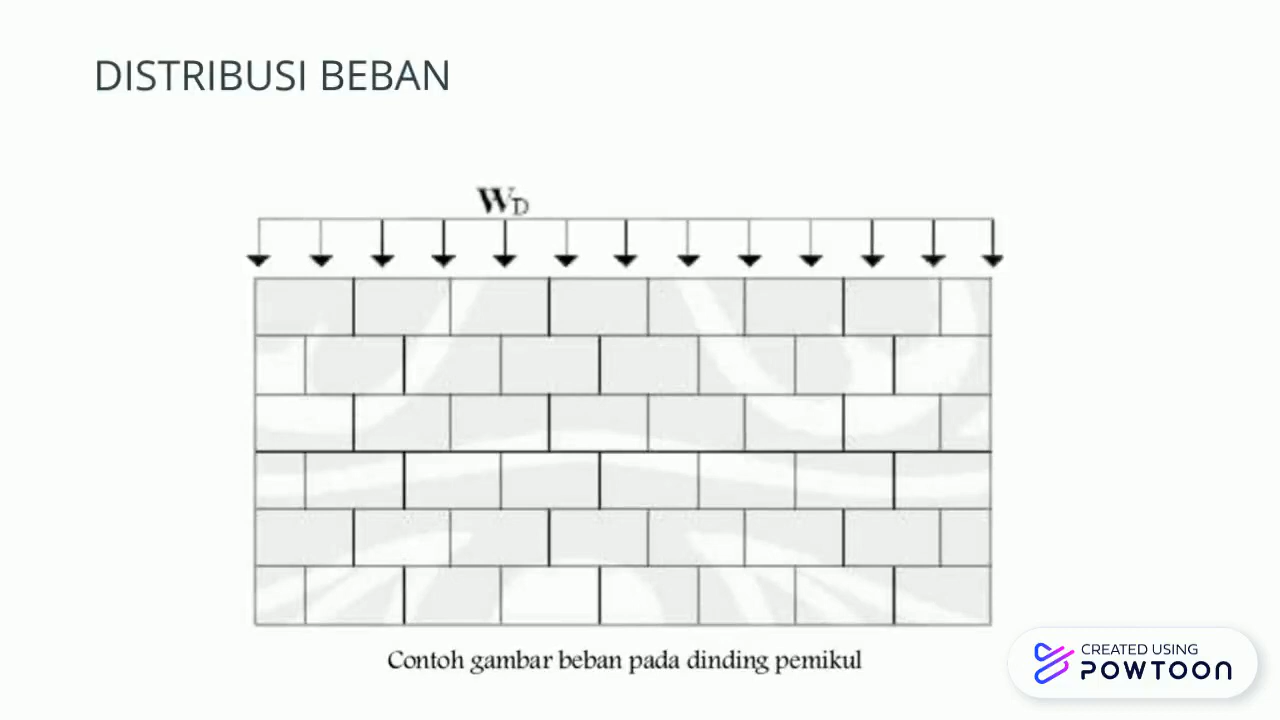 DISTRIBUSI BEBAN
WD
Contoh gambar beban pada dinding pemikul
CREATED USING
POWTOON